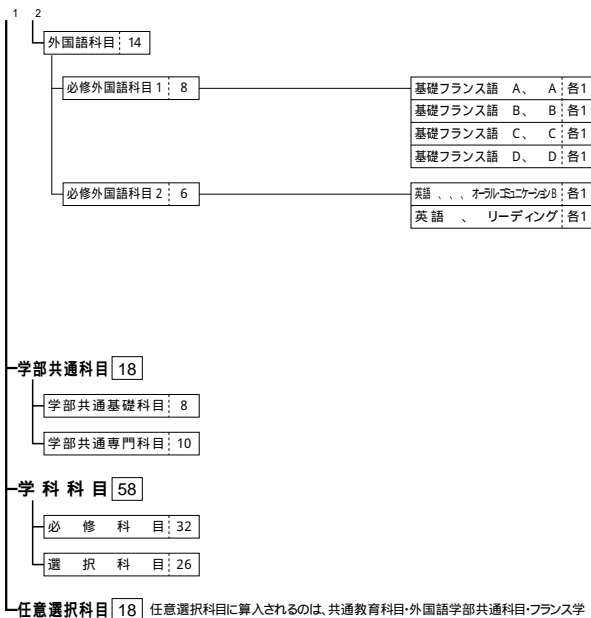 1 2
外国語科目 14
必修外国語科目1 8
基礎フランス語 A、 A 各1
基礎フランス語 B、 B 各1
基礎フランス語 C、 C 各1
基礎フランス語 D、 D 各1
必修外国語科目2 6
英語 、、、オーラル・コミュニケーションB 各1
英語 、 リーディング 各1
学部共通科目 18
学部共通基礎科目 8
学部共通専門科目 10
学科科目 58
必修科目 32
選択科目 26
任意選択科目 18 任意選択科目に算入されるのは、共通教育科目・外国語学部共通科目・フランス学